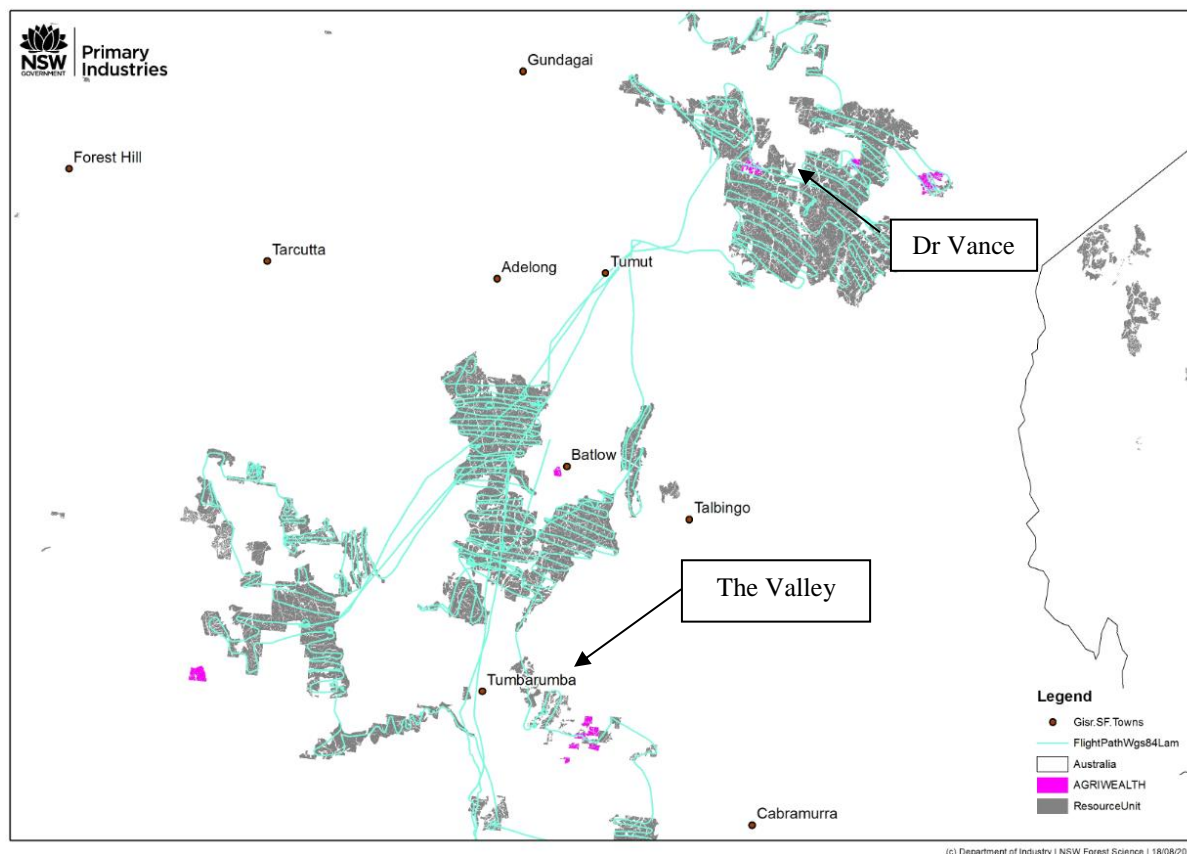 NSW
GOVERNMENT
Primary
Industries
Gundagai
Forest Hill
Dr Vance
Tarcutta
Adelong
Tumut
Batlow
Talbingo
The Valley
Tumbarumba
Legend
Gisr.SF.Towns
FlightPathWgs84Lam
Australia
AGRIWEALTH
ResourceUnit
Cabramurra
(c) Department of Industry | NSW Forest Science | 18/08/20